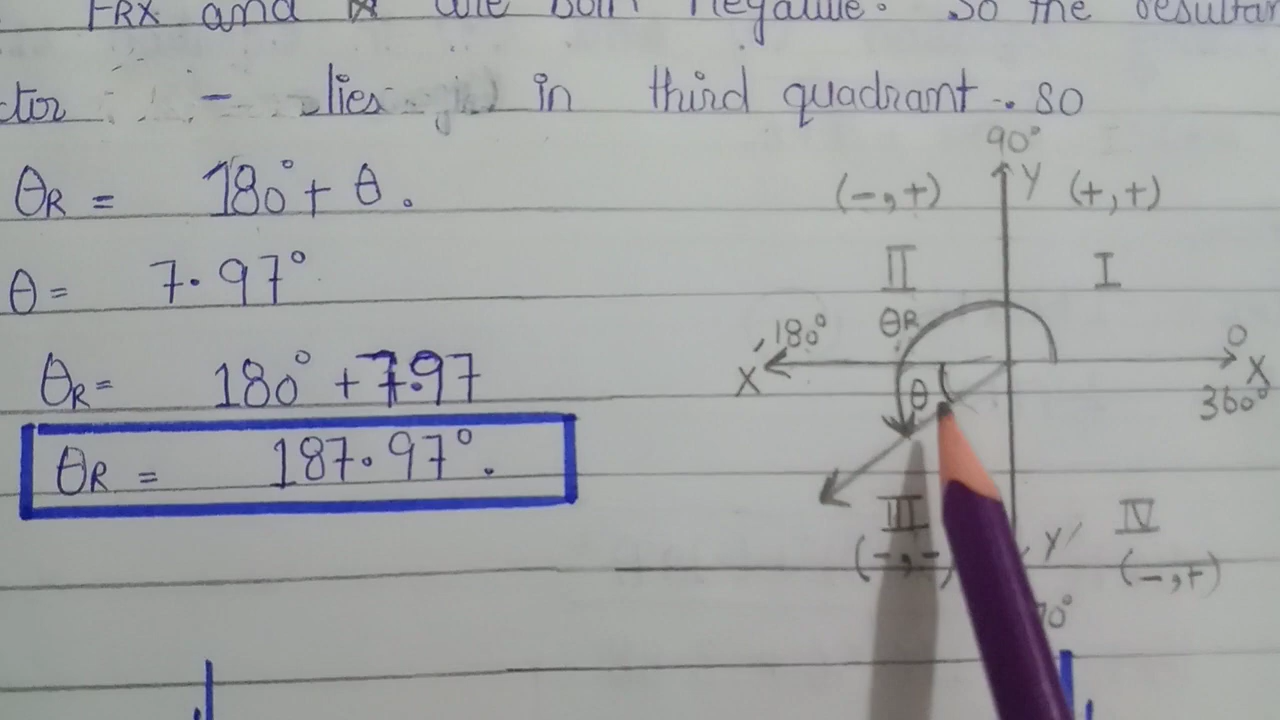 FRX and are both negative. So the
lies in third quadrant. so
θR = 180° + θ.
θ = 7.97°
θR = 180° + 7.97
θR = 187.97°.
90°
Y
(-,+) (+,+)
II I
180° θR 0
X' θ X
360°
III IV
(-,-) Y' (-,+)